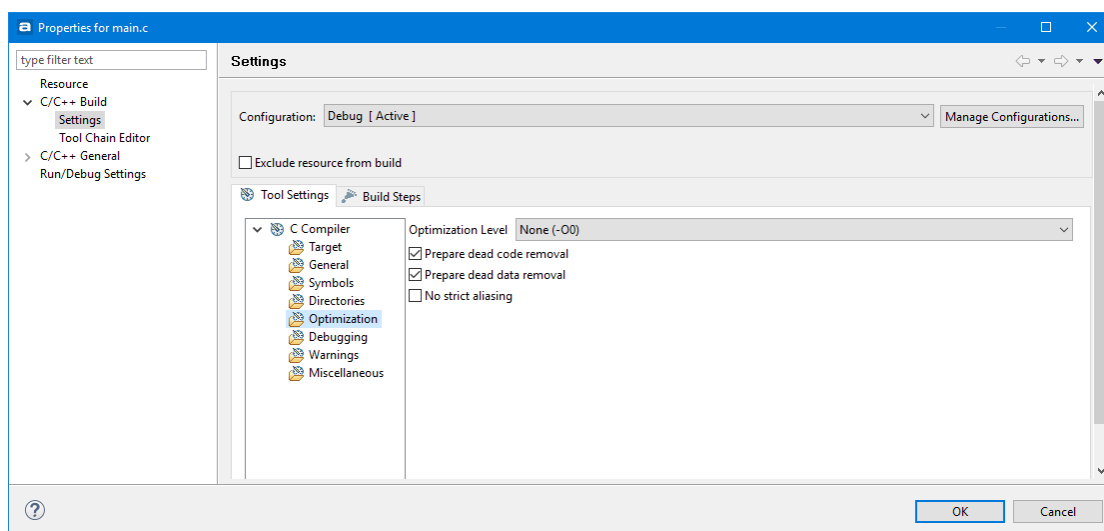 a Properties for main.c
type filter text
Settings
Resource
C/C++ Build
Settings
Tool Chain Editor
C/C++ General
Run/Debug Settings
Configuration: Debug [ Active ] Manage Configurations...
Exclude resource from build
Tool Settings Build Steps
C Compiler
Target
General
Symbols
Directories
Optimization
Debugging
Warnings
Miscellaneous
Optimization Level None (-O0)
Prepare dead code removal
Prepare dead data removal
No strict aliasing
? OK Cancel